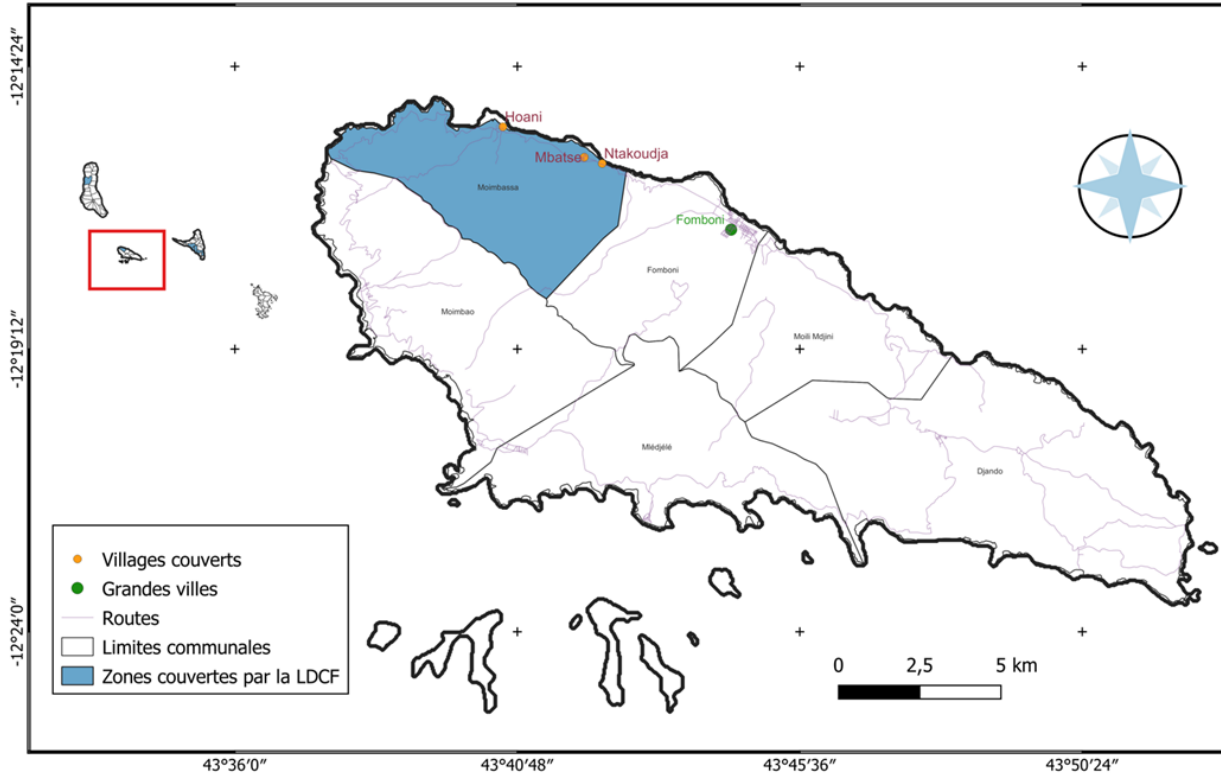 -12°14'24"
-12°19'12"
-12°24'0"
Hoani
Mbatse
Ntakoudja
Moimbassa
Fomboni
Fomboni
Moimbao
Moili Mdjini
Mlédjélé
Djando
Villages couverts
Grandes villes
Routes
Limites communales
Zones couvertes par la LDCF
0 2,5 5 km
43°36'0"
43°40'48"
43°45'36"
43°50'24"